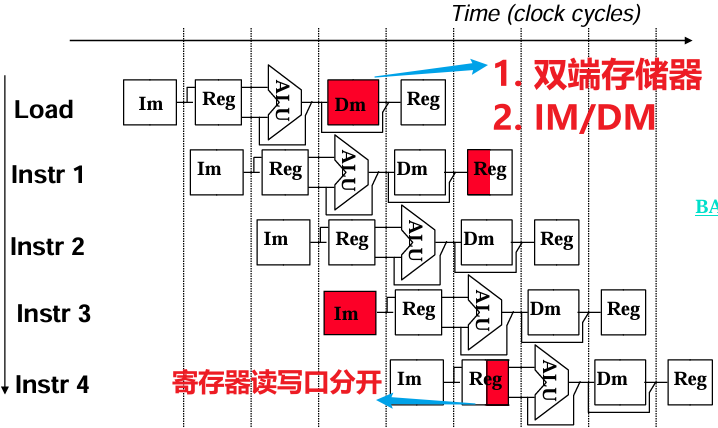 Time (clock cycles)
Load
Im
Reg
ALU
Dm
Reg
1. 双端存储器
2. IM/DM
Instr 1
Im
Reg
ALU
Dm
Reg
BA
Instr 2
Im
Reg
ALU
Dm
Reg
Instr 3
Im
Reg
ALU
Dm
Reg
寄存器读写口分开
Instr 4
Im
Reg
ALU
Dm
Reg